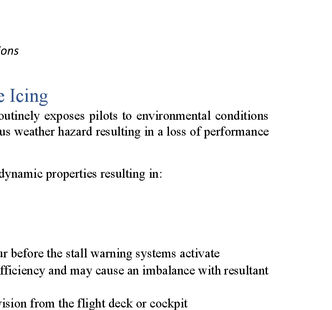 ons
e Icing
outinely exposes pilots to environmental conditions
us weather hazard resulting in a loss of performance
dynamic properties resulting in:
ur before the stall warning systems activate
fficiency and may cause an imbalance with resultant
vision from the flight deck or cockpit